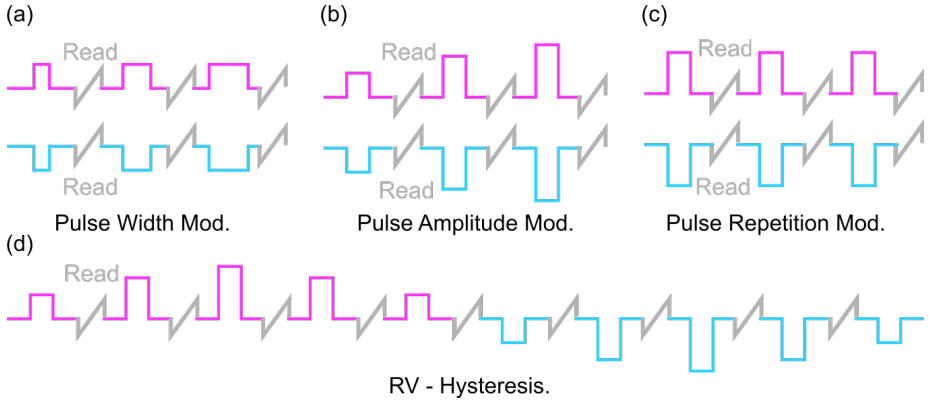 (a)
(b)
(c)
Read
Read
Read
Read
Read
Read
Pulse Width Mod.
Pulse Amplitude Mod.
Pulse Repetition Mod.
(d)
Read
RV - Hysteresis.